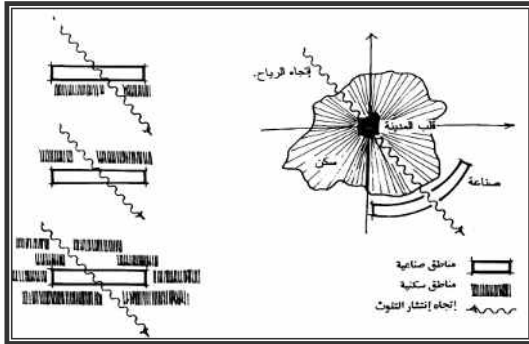 إتجاه الرياح.
قلب المدينة
سكن
صناعة
مناطق صناعية
مناطق سكنية
إتجاه إنتشار التلوث